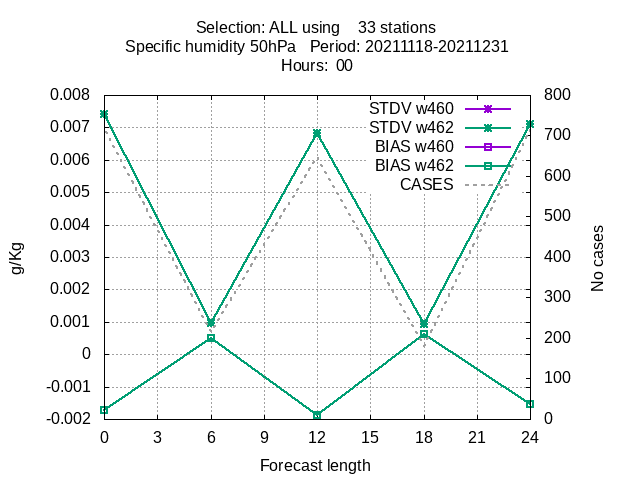 Selection: ALL using    33 stations
Specific humidity 50hPa   Period: 20211118-20211231
Hours:  00
0.008
0.007
0.006
0.005
0.004
0.003
0.002
0.001
0
-0.001
-0.002
g/Kg
STDV w460
STDV w462
BIAS w460
BIAS w462
CASES
800
700
600
500
400
300
200
100
0
No cases
0 3 6 9 12 15 18 21 24
Forecast length